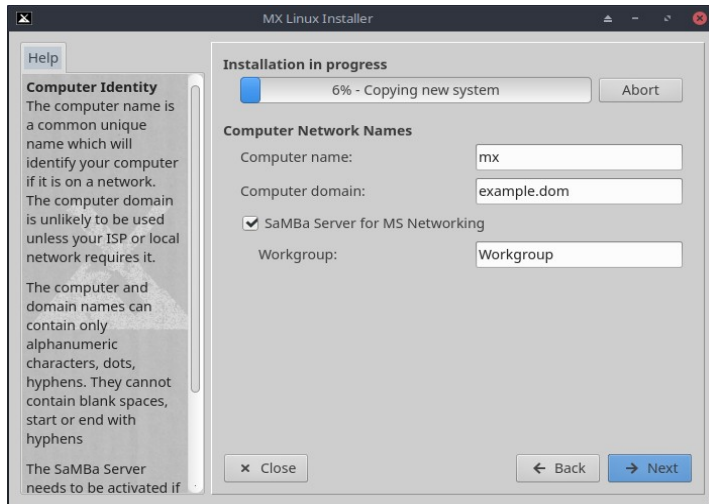 MX Linux Installer
Help
Computer Identity
The computer name is
a common unique
name which will
identify your computer
if it is on a network.
The computer domain
is unlikely to be used
unless your ISP or local
network requires it.
The computer and
domain names can
contain only
alphanumeric
characters, dots,
hyphens. They cannot
contain blank spaces,
start or end with
hyphens
The SaMBa Server
needs to be activated if
Installation in progress
6% - Copying new system
Abort
Computer Network Names
Computer name:
mx
Computer domain:
example.dom
SaMBa Server for MS Networking
Workgroup:
Workgroup
Close
Back
Next